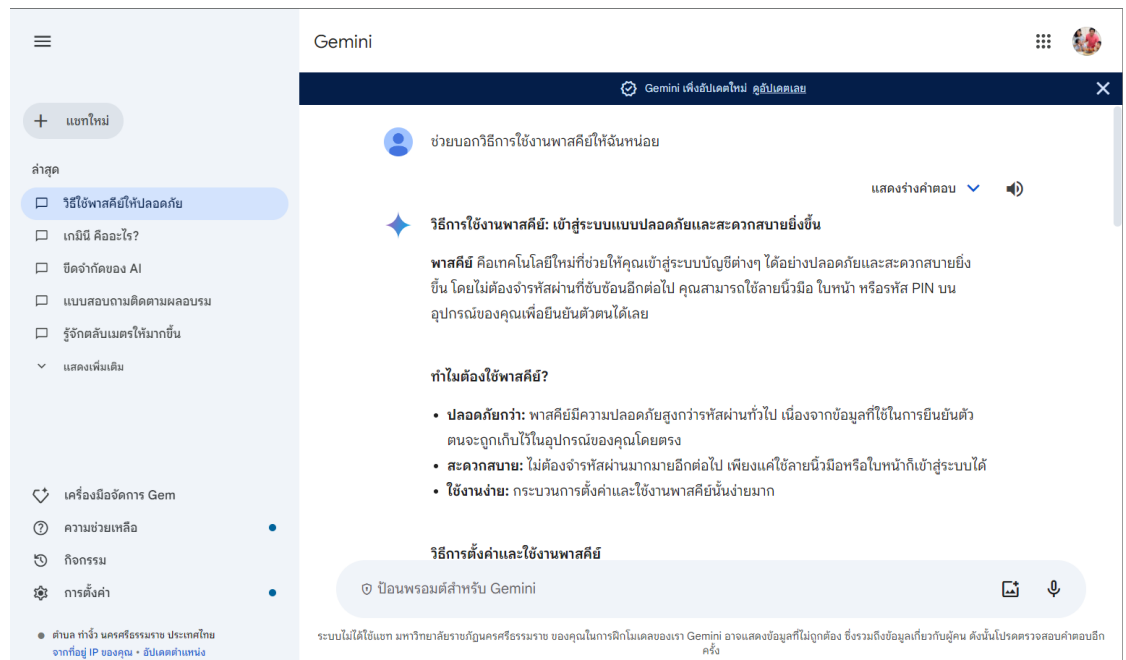 Gemini
Gemini เพิ่งอัปเดตใหม่ ดูอัปเดตเลย
แชทใหม่
ล่าสุด
วิธีใช้พาสคีย์ให้ปลอดภัย
เกมินี คืออะไร?
ขีดจำกัดของ AI
แบบสอบถามติดตามผลอบรม
รู้จักตลับเมตรให้มากขึ้น
แสดงเพิ่มเติม
เครื่องมือจัดการ Gem
ความช่วยเหลือ
กิจกรรม
การตั้งค่า
ตำบล ท่างิ้ว นครศรีธรรมราช ประเทศไทย
จากที่อยู่ IP ของคุณ • อัปเดตตำแหน่ง
ช่วยบอกวิธีการใช้งานพาสคีย์ให้ฉันหน่อย
แสดงร่างคำตอบ
วิธีการใช้งานพาสคีย์: เข้าสู่ระบบแบบปลอดภัยและสะดวกสบายยิ่งขึ้น
พาสคีย์ คือเทคโนโลยีใหม่ที่ช่วยให้คุณเข้าสู่ระบบบัญชีต่างๆ ได้อย่างปลอดภัยและสะดวกสบายยิ่ง
ขึ้น โดยไม่ต้องจำรหัสผ่านที่ซับซ้อนอีกต่อไป คุณสามารถใช้ลายนิ้วมือ ใบหน้า หรือรหัส PIN บน
อุปกรณ์ของคุณเพื่อยืนยันตัวตนได้เลย
ทำไมต้องใช้พาสคีย์?
• ปลอดภัยกว่า: พาสคีย์มีความปลอดภัยสูงกว่ารหัสผ่านทั่วไป เนื่องจากข้อมูลที่ใช้ในการยืนยันตัว
ตนจะถูกเก็บไว้ในอุปกรณ์ของคุณโดยตรง
• สะดวกสบาย: ไม่ต้องจำรหัสผ่านมากมายอีกต่อไป เพียงแค่ใช้ลายนิ้วมือหรือใบหน้าก็เข้าสู่ระบบได้
• ใช้งานง่าย: กระบวนการตั้งค่าและใช้งานพาสคีย์นั้นง่ายมาก
วิธีการตั้งค่าและใช้งานพาสคีย์
ป้อนพรอมต์สำหรับ Gemini
ระบบไม่ได้ใช้แชท มหาวิทยาลัยราชภัฏนครศรีธรรมราช ของคุณในการฝึกโมเดลของเรา Gemini อาจแสดงข้อมูลที่ไม่ถูกต้อง ซึ่งรวมถึงข้อมูลเกี่ยวกับผู้คน ดังนั้นโปรดตรวจสอบคำตอบอีก
ครั้ง